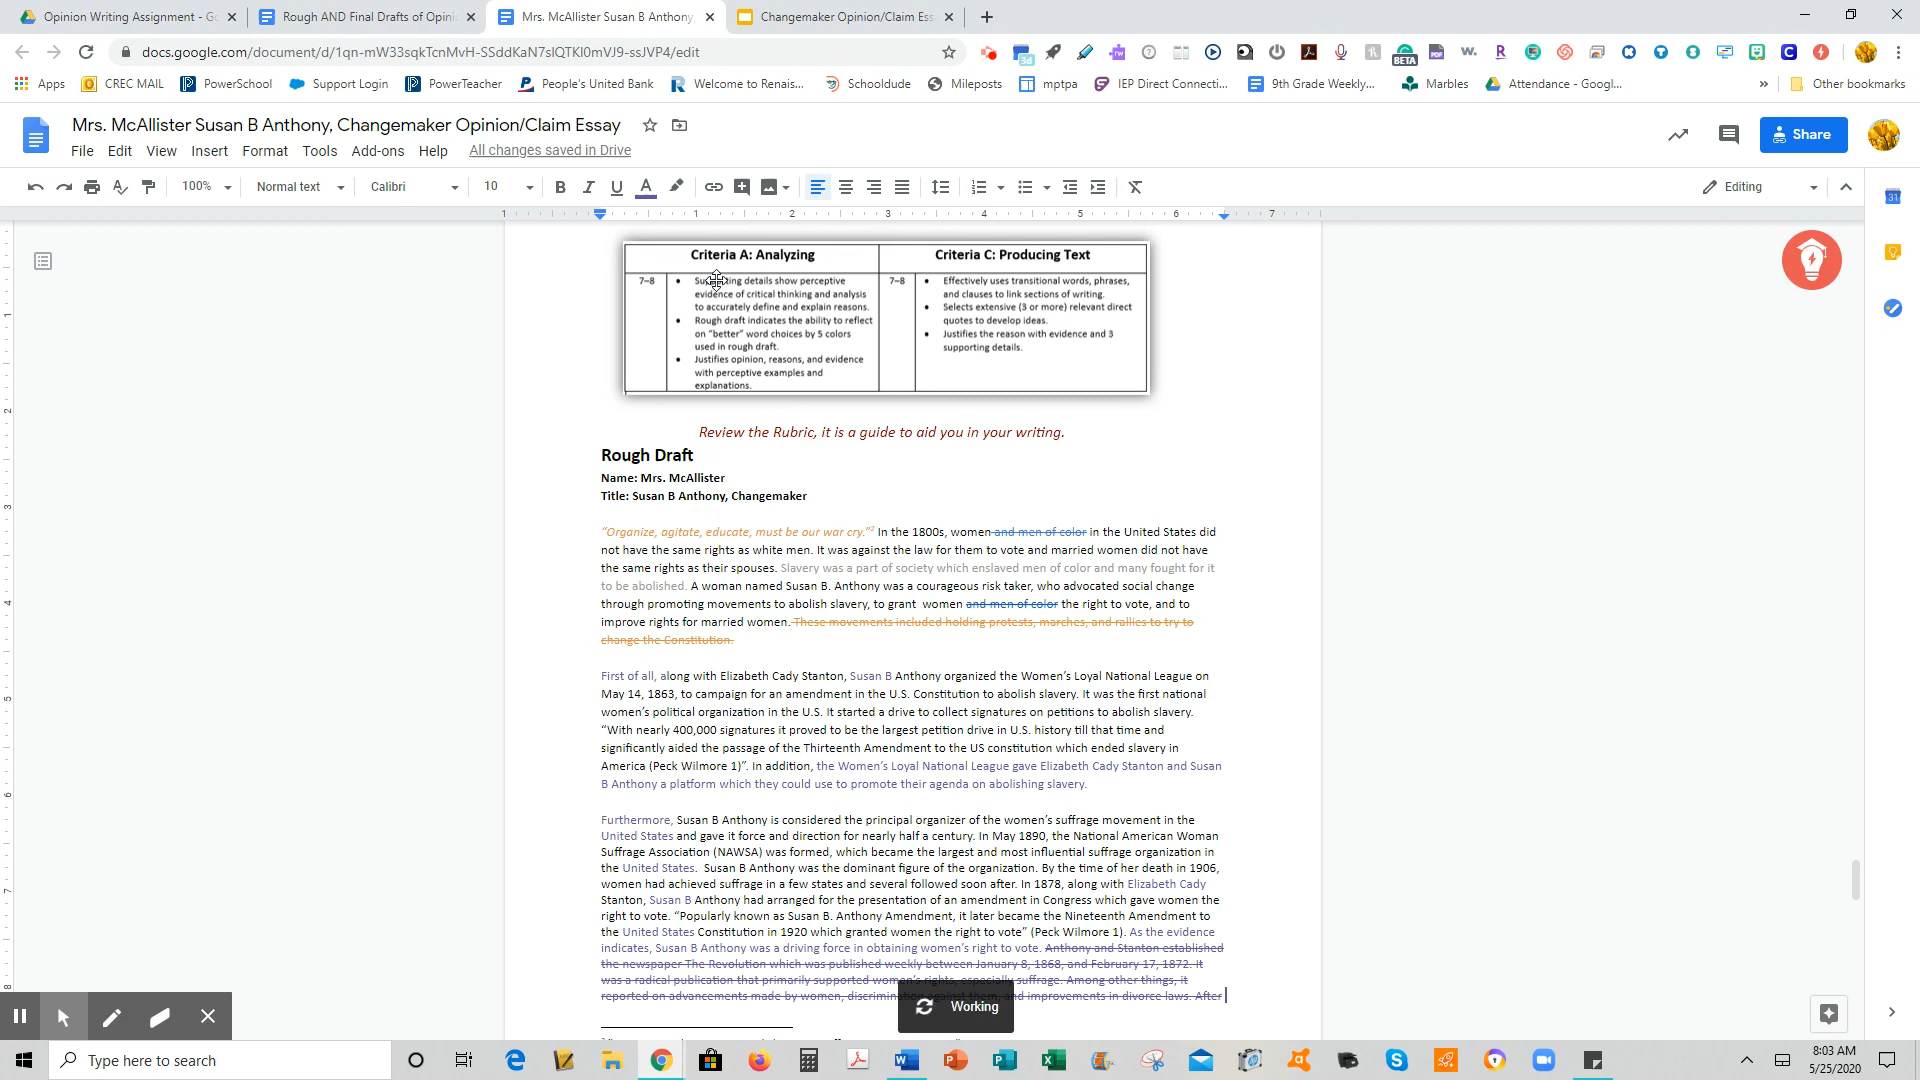 Opinion Writing Assignment - Go
Rough AND Final Drafts of Opini
Mrs. McAllister Susan B Anthony,
Changemaker Opinion/Claim Ess
docs.google.com/document/d/1qn-mW33sqkTcnMvH-SSddKaN7slQTKl0mVJ9-ssJVP4/edit
Apps
CREC MAIL
PowerSchool
Support Login
PowerTeacher
People's United Bank
Welcome to Renais...
Schooldude
Mileposts
mptpa
IEP Direct Connecti...
9th Grade Weekly...
Marbles
Attendance - Googl...
Other bookmarks
Mrs. McAllister Susan B Anthony, Changemaker Opinion/Claim Essay
Share
File Edit View Insert Format Tools Add-ons Help All changes saved in Drive
100% Normal text Calibri 10 Editing
Criteria A: Analyzing
7–8
• details show perceptive
evidence of critical thinking and analysis
to accurately define and explain reasons.
• Rough draft indicates the ability to reflect
on "better" word choices by 5 colors
used in rough draft.
• Justifies opinion, reasons, and evidence
with perceptive examples and
explanations.
Criteria C: Producing Text
7–8
• Effectively uses transitional words, phrases,
and clauses to link sections of writing.
• Selects extensive (3 or more) relevant direct
quotes to develop ideas.
• Justifies the reason with evidence and 3
supporting details.
Review the Rubric, it is a guide to aid you in your writing.
Rough Draft
Name: Mrs. McAllister
Title: Susan B Anthony, Changemaker
"Organize, agitate, educate, must be our war cry."² In the 1800s, women and men of color in the United States did
not have the same rights as white men. It was against the law for them to vote and married women did not have
the same rights as their spouses. Slavery was a part of society which enslaved men of color and many fought for it
to be abolished. A woman named Susan B. Anthony was a courageous risk taker, who advocated social change
through promoting movements to abolish slavery, to grant women and men of color the right to vote, and to
improve rights for married women. These movements included holding protests, marches, and rallies to try to
change the Constitution.
First of all, along with Elizabeth Cady Stanton, Susan B Anthony organized the Women's Loyal National League on
May 14, 1863, to campaign for an amendment in the U.S. Constitution to abolish slavery. It was the first national
women's political organization in the U.S. It started a drive to collect signatures on petitions to abolish slavery.
"With nearly 400,000 signatures it proved to be the largest petition drive in U.S. history till that time and
significantly aided the passage of the Thirteenth Amendment to the US constitution which ended slavery in
America (Peck Wilmore 1)". In addition, the Women's Loyal National League gave Elizabeth Cady Stanton and Susan
B Anthony a platform which they could use to promote their agenda on abolishing slavery.
Furthermore, Susan B Anthony is considered the principal organizer of the women's suffrage movement in the
United States and gave it force and direction for nearly half a century. In May 1890, the National American Woman
Suffrage Association (NAWSA) was formed, which became the largest and most influential suffrage organization in
the United States. Susan B Anthony was the dominant figure of the organization. By the time of her death in 1906,
women had achieved suffrage in a few states and several followed soon after. In 1878, along with Elizabeth Cady
Stanton, Susan B Anthony had arranged for the presentation of an amendment in Congress which gave women the
right to vote. "Popularly known as Susan B. Anthony Amendment, it later became the Nineteenth Amendment to
the United States Constitution in 1920 which granted women the right to vote" (Peck Wilmore 1). As the evidence
indicates, Susan B Anthony was a driving force in obtaining women's right to vote. Anthony and Stanton established
the newspaper The Revolution which was published weekly between January 8, 1868, and February 17, 1872. It
was a radical publication that primarily supported women's rights, especially suffrage. Among other things, it
reported on advancements made by women, discrimination against them, and improvements in divorce laws. After
Working
Type here to search
8:03 AM
5/25/2020